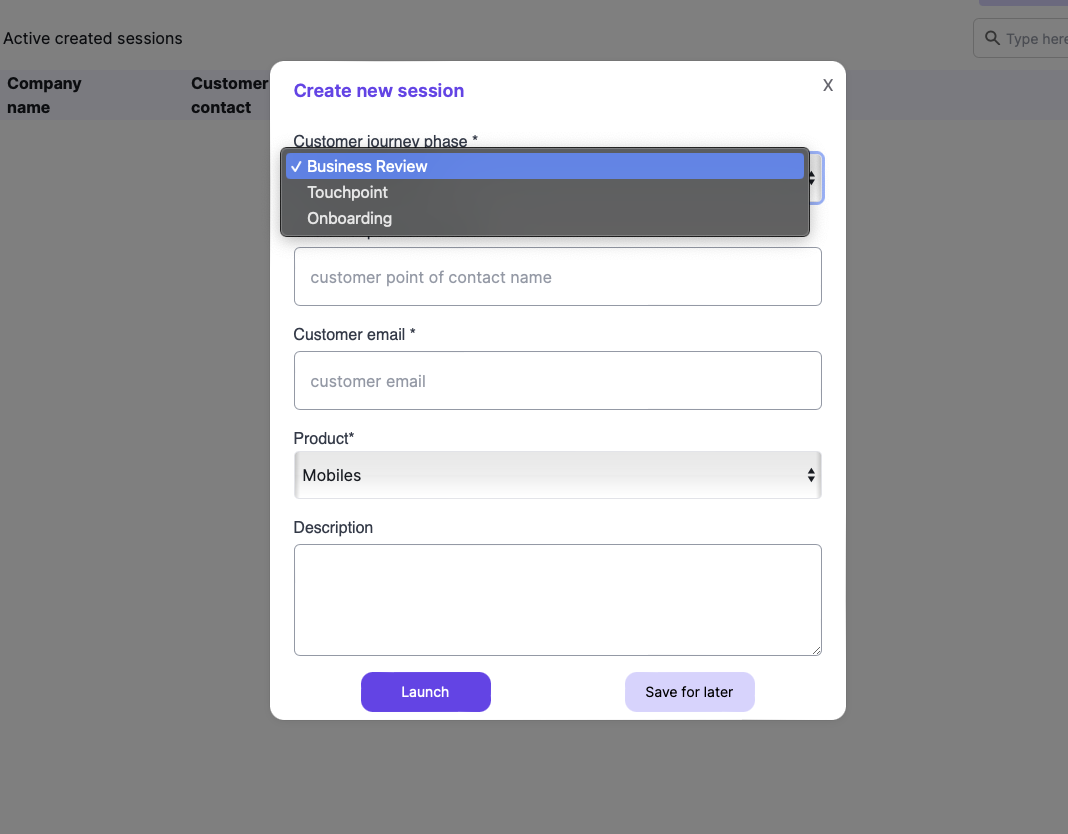 Active created sessions
Type here
Company
name
Customer
contact
Create new session
X
Customer journey phase *
✓ Business Review
Touchpoint
Onboarding
customer point of contact name
Customer email *
customer email
Product*
Mobiles
Description
Launch
Save for later